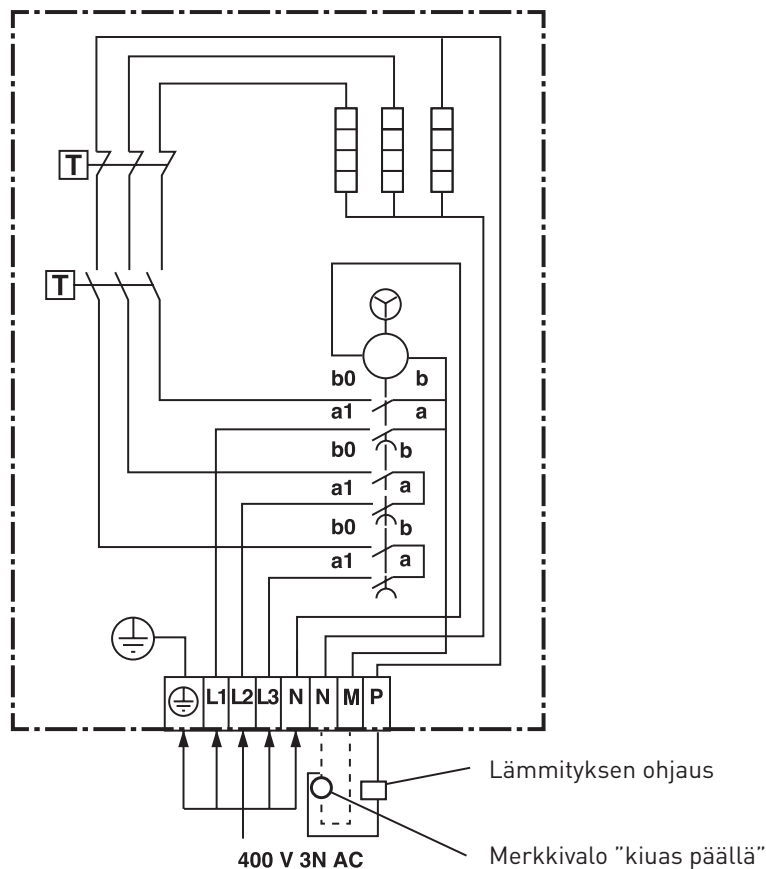 T
T
b0 b
a1 a
b0 b
a1 a
b0 b
a1 a
L1 L2 L3 N N M P
Lämmityksen ohjaus
400 V 3N AC
Merkkivalo ”kiuas päällä”